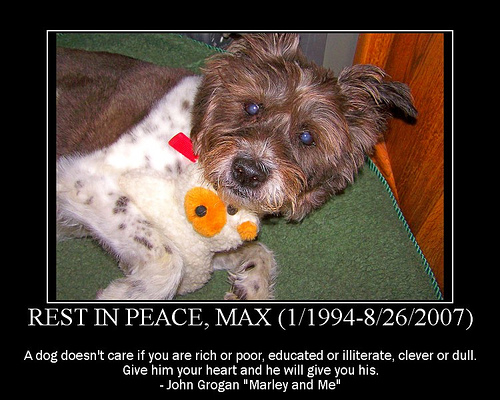 REST IN PEACE, MAX (1/1994-8/26/2007)
A dog doesn't care if you are rich or poor, educated or illiterate, clever or dull.
Give him your heart and he will give you his.
- John Grogan "Marley and Me"